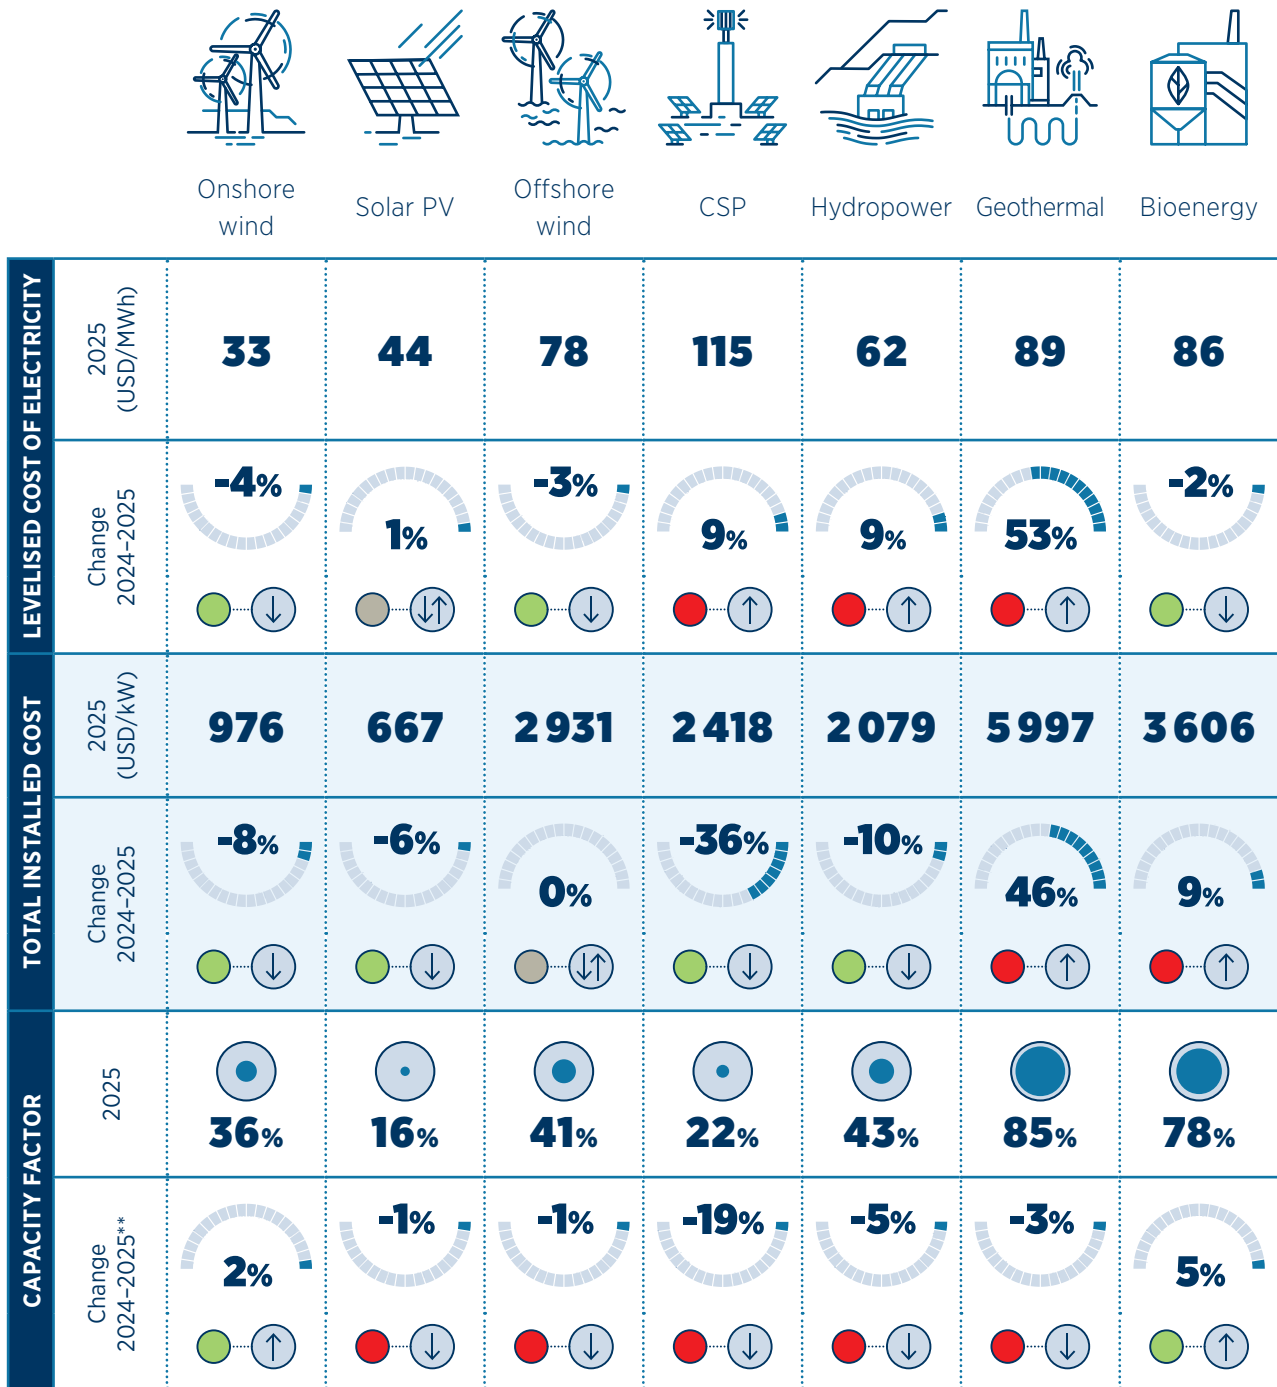 Onshore
wind
Solar PV
Offshore
wind
CSP
Hydropower
Geothermal
Bioenergy
LEVELISED COST OF ELECTRICITY
2025
(USD/MWh)
33
44
78
115
62
89
86
Change
2024–2025
-4%
1%
-3%
9%
9%
53%
-2%
TOTAL INSTALLED COST
2025
(USD/kW)
976
667
2 931
2 418
2 079
5 997
3 606
Change
2024–2025
-8%
-6%
0%
-36%
-10%
46%
9%
CAPACITY FACTOR
2025
36%
16%
41%
22%
43%
85%
78%
Change
2024–2025**
2%
-1%
-1%
-19%
-5%
-3%
5%